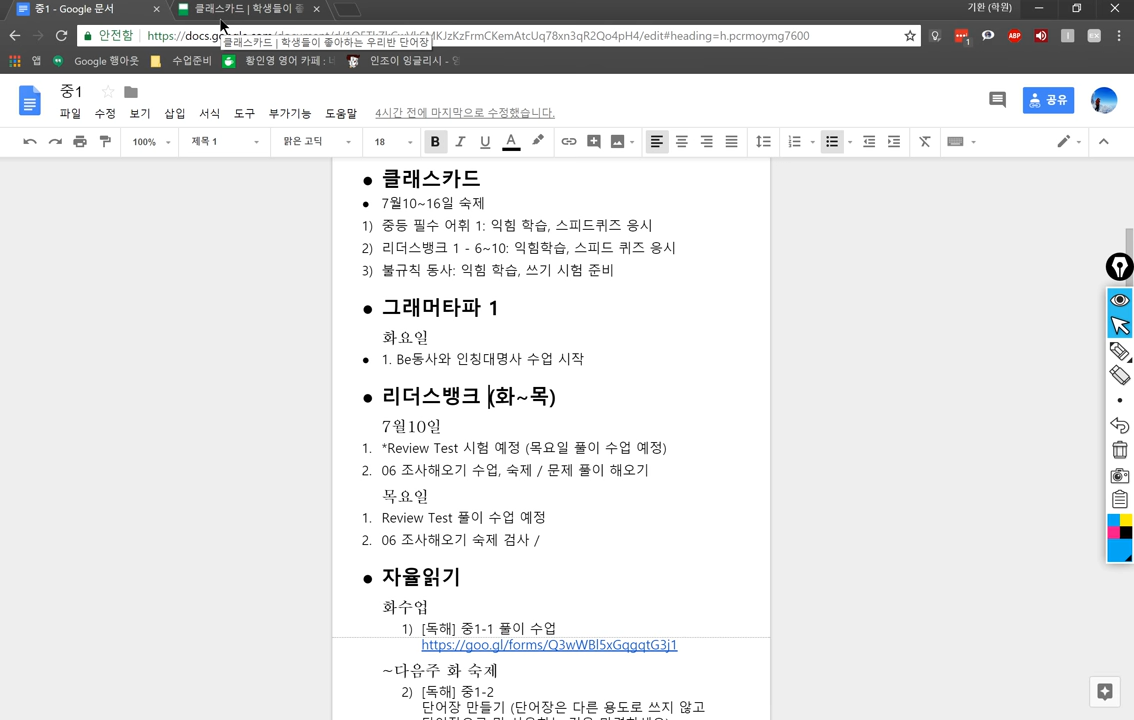 중1 - Google 문서
클래스카드 | 학생들이 좋
기환 (학원)
안전함
클래스카드 | 학생들이 좋아하는 우리반 단어장
앱
Google 행아웃
수업준비
황인영 영어 카페 : 네
인조이 잉글리시 - 영
중1
파일 수정 보기 삽입 서식 도구 부가기능 도움말
4시간 전에 마지막으로 수정했습니다.
공유
100%
제목 1
맑은 고딕
18
B I U A
● 클래스카드
● 7월10~16일 숙제
1) 중등 필수 어휘 1: 익힘 학습, 스피드퀴즈 응시
2) 리더스뱅크 1 - 6~10: 익힘학습, 스피드 퀴즈 응시
3) 불규칙 동사: 익힘 학습, 쓰기 시험 준비
● 그래머타파 1
화요일
● 1. Be동사와 인칭대명사 수업 시작
● 리더스뱅크 (화~목)
7월10일
1. *Review Test 시험 예정 (목요일 풀이 수업 예정)
2. 06 조사해오기 수업, 숙제 / 문제 풀이 해오기
목요일
1. Review Test 풀이 수업 예정
2. 06 조사해오기 숙제 검사 /
● 자율읽기
화수업
1) [독해] 중1-1 풀이 수업
https://goo.gl/forms/Q3wWBl5xGqgqtG3j1
~다음주 화 숙제
2) [독해] 중1-2
단어장 만들기 (단어장은 다른 용도로 쓰지 않고